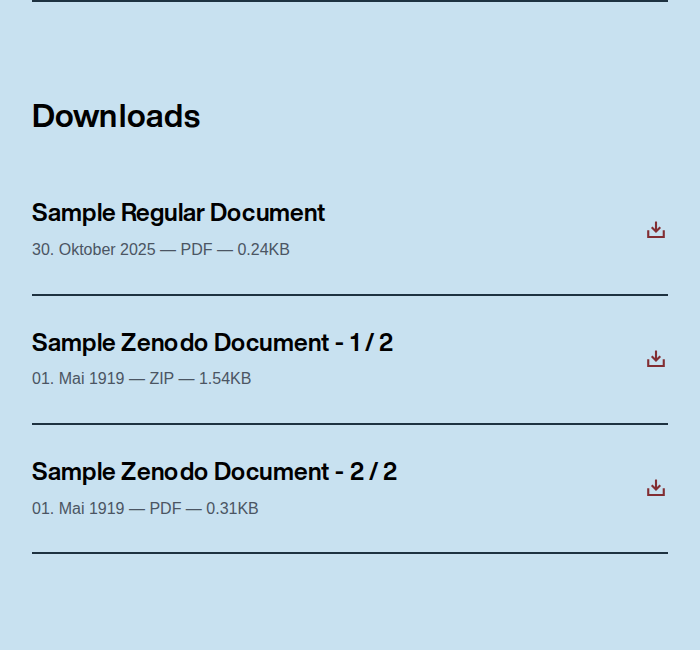 Downloads
Sample Regular Document
30. Oktober 2025 — PDF — 0.24KB
Sample Zenodo Document - 1 / 2
01. Mai 1919 — ZIP — 1.54KB
Sample Zenodo Document - 2 / 2
01. Mai 1919 — PDF — 0.31KB